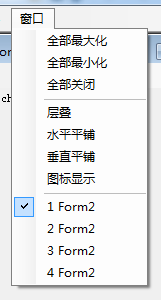 窗口
全部最大化
全部最小化
全部关闭
层叠
水平平铺
垂直平铺
图标显示
1 Form2
2 Form2
3 Form2
4 Form2